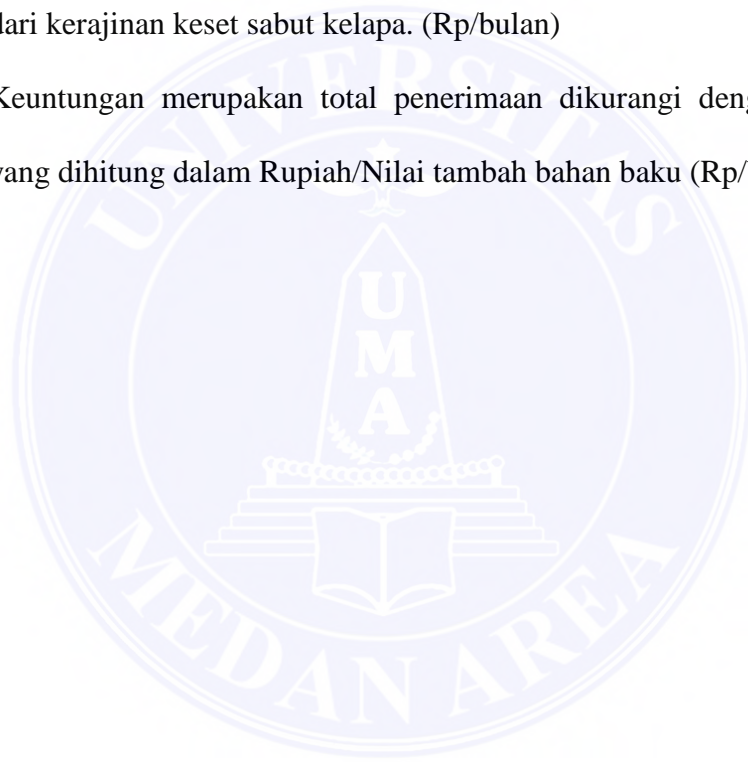 dari kerajinan keset sabut kelapa. (Rp/bulan)
Keuntungan merupakan total penerimaan dikurangi
yang dihitung dalam Rupiah/Nilai tambah bahan baku (Rp/
UNIVERSITAS
UMA
MEDAN AREA